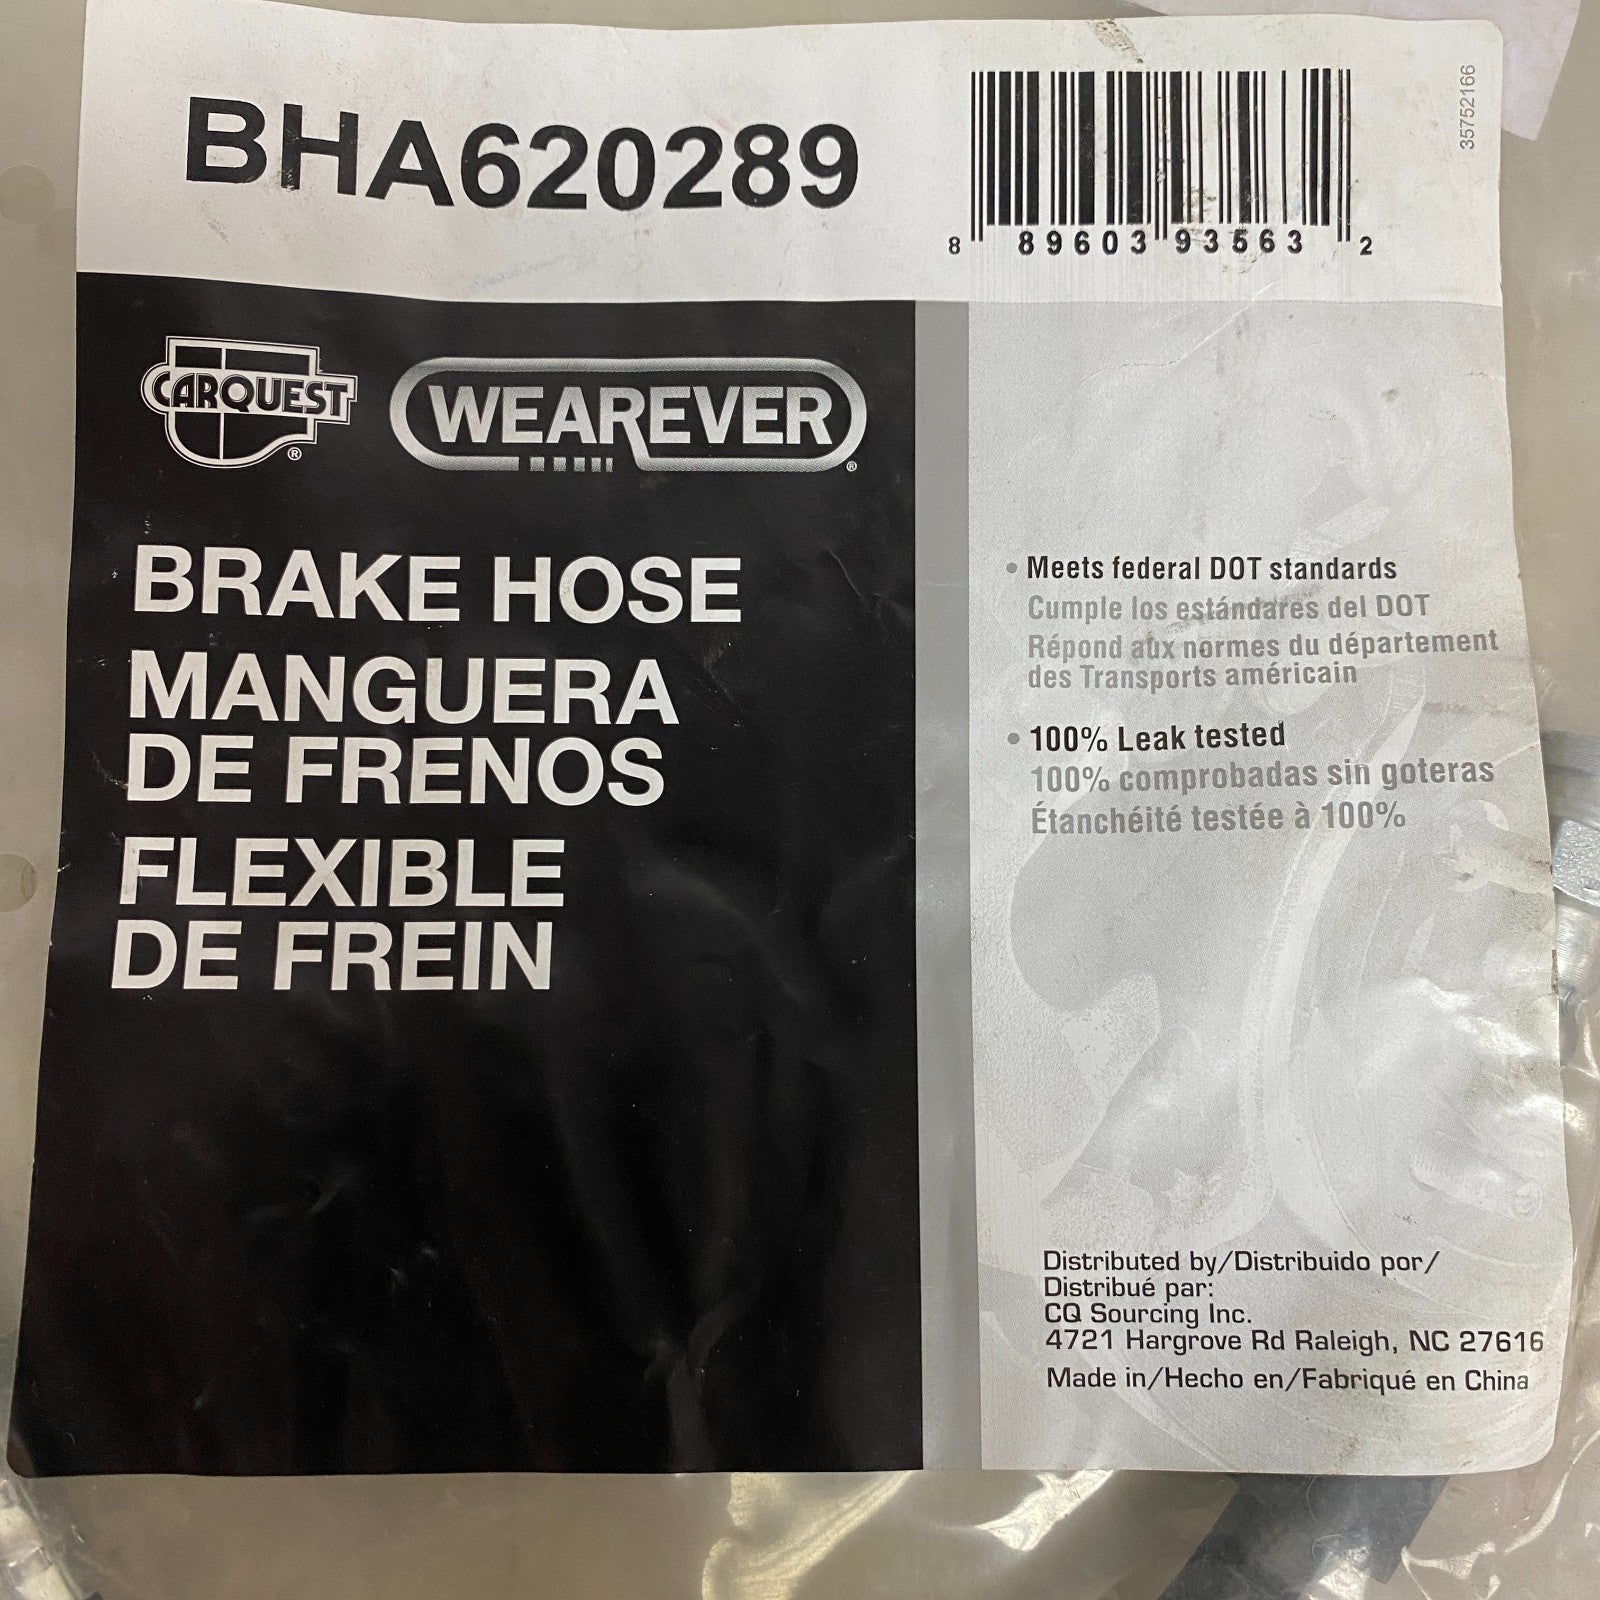 BHA620289
8 89603 93563 2
35752166
CARQUEST®
WEAREVER®
BRAKE HOSE
MANGUERA
DE FRENOS
FLEXIBLE
DE FREIN
• Meets federal DOT standards
Cumple los estándares del DOT
Répond aux normes du département
des Transports américain
• 100% Leak tested
100% comprobadas sin goteras
Étanchéité testée à 100%
Distributed by/Distribuido por/
Distribué par:
CQ Sourcing Inc.
4721 Hargrove Rd Raleigh, NC 27616
Made in/Hecho en/Fabriqué en China